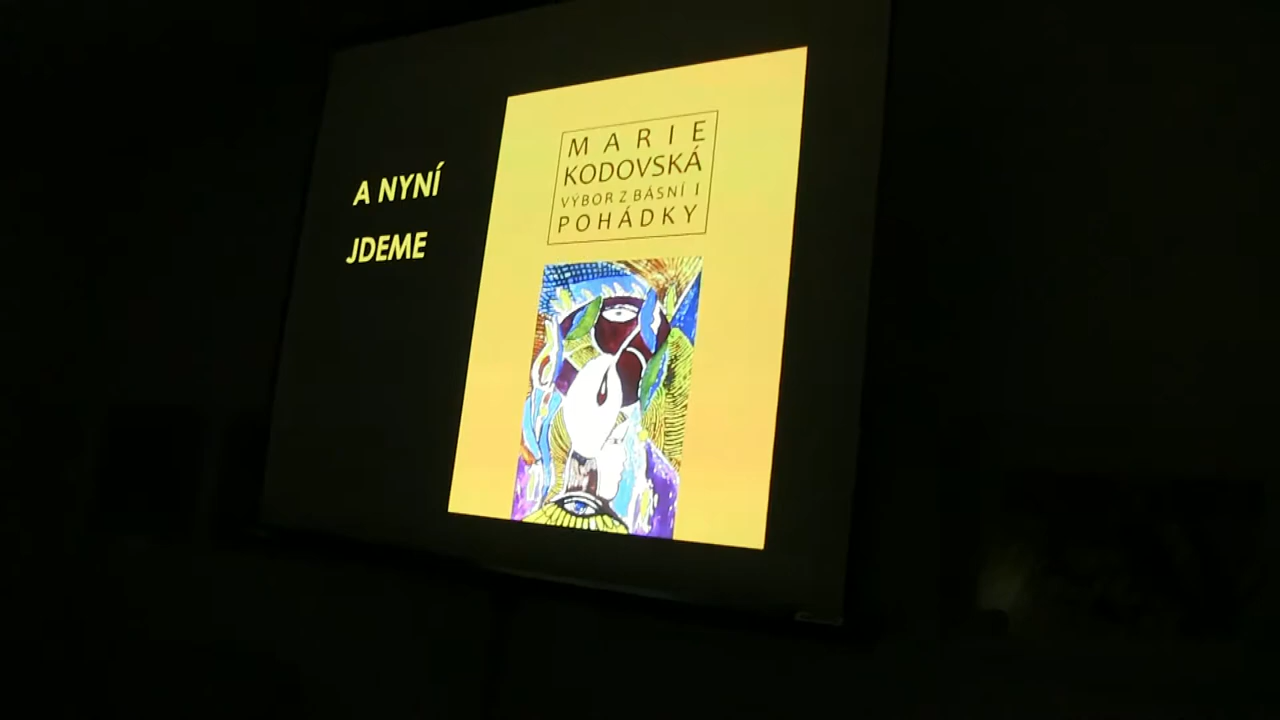 A NYNÍ
JDEME
MARIE
KODOVSKÁ
VÝBOR Z BÁSNÍ I
POHÁDKY